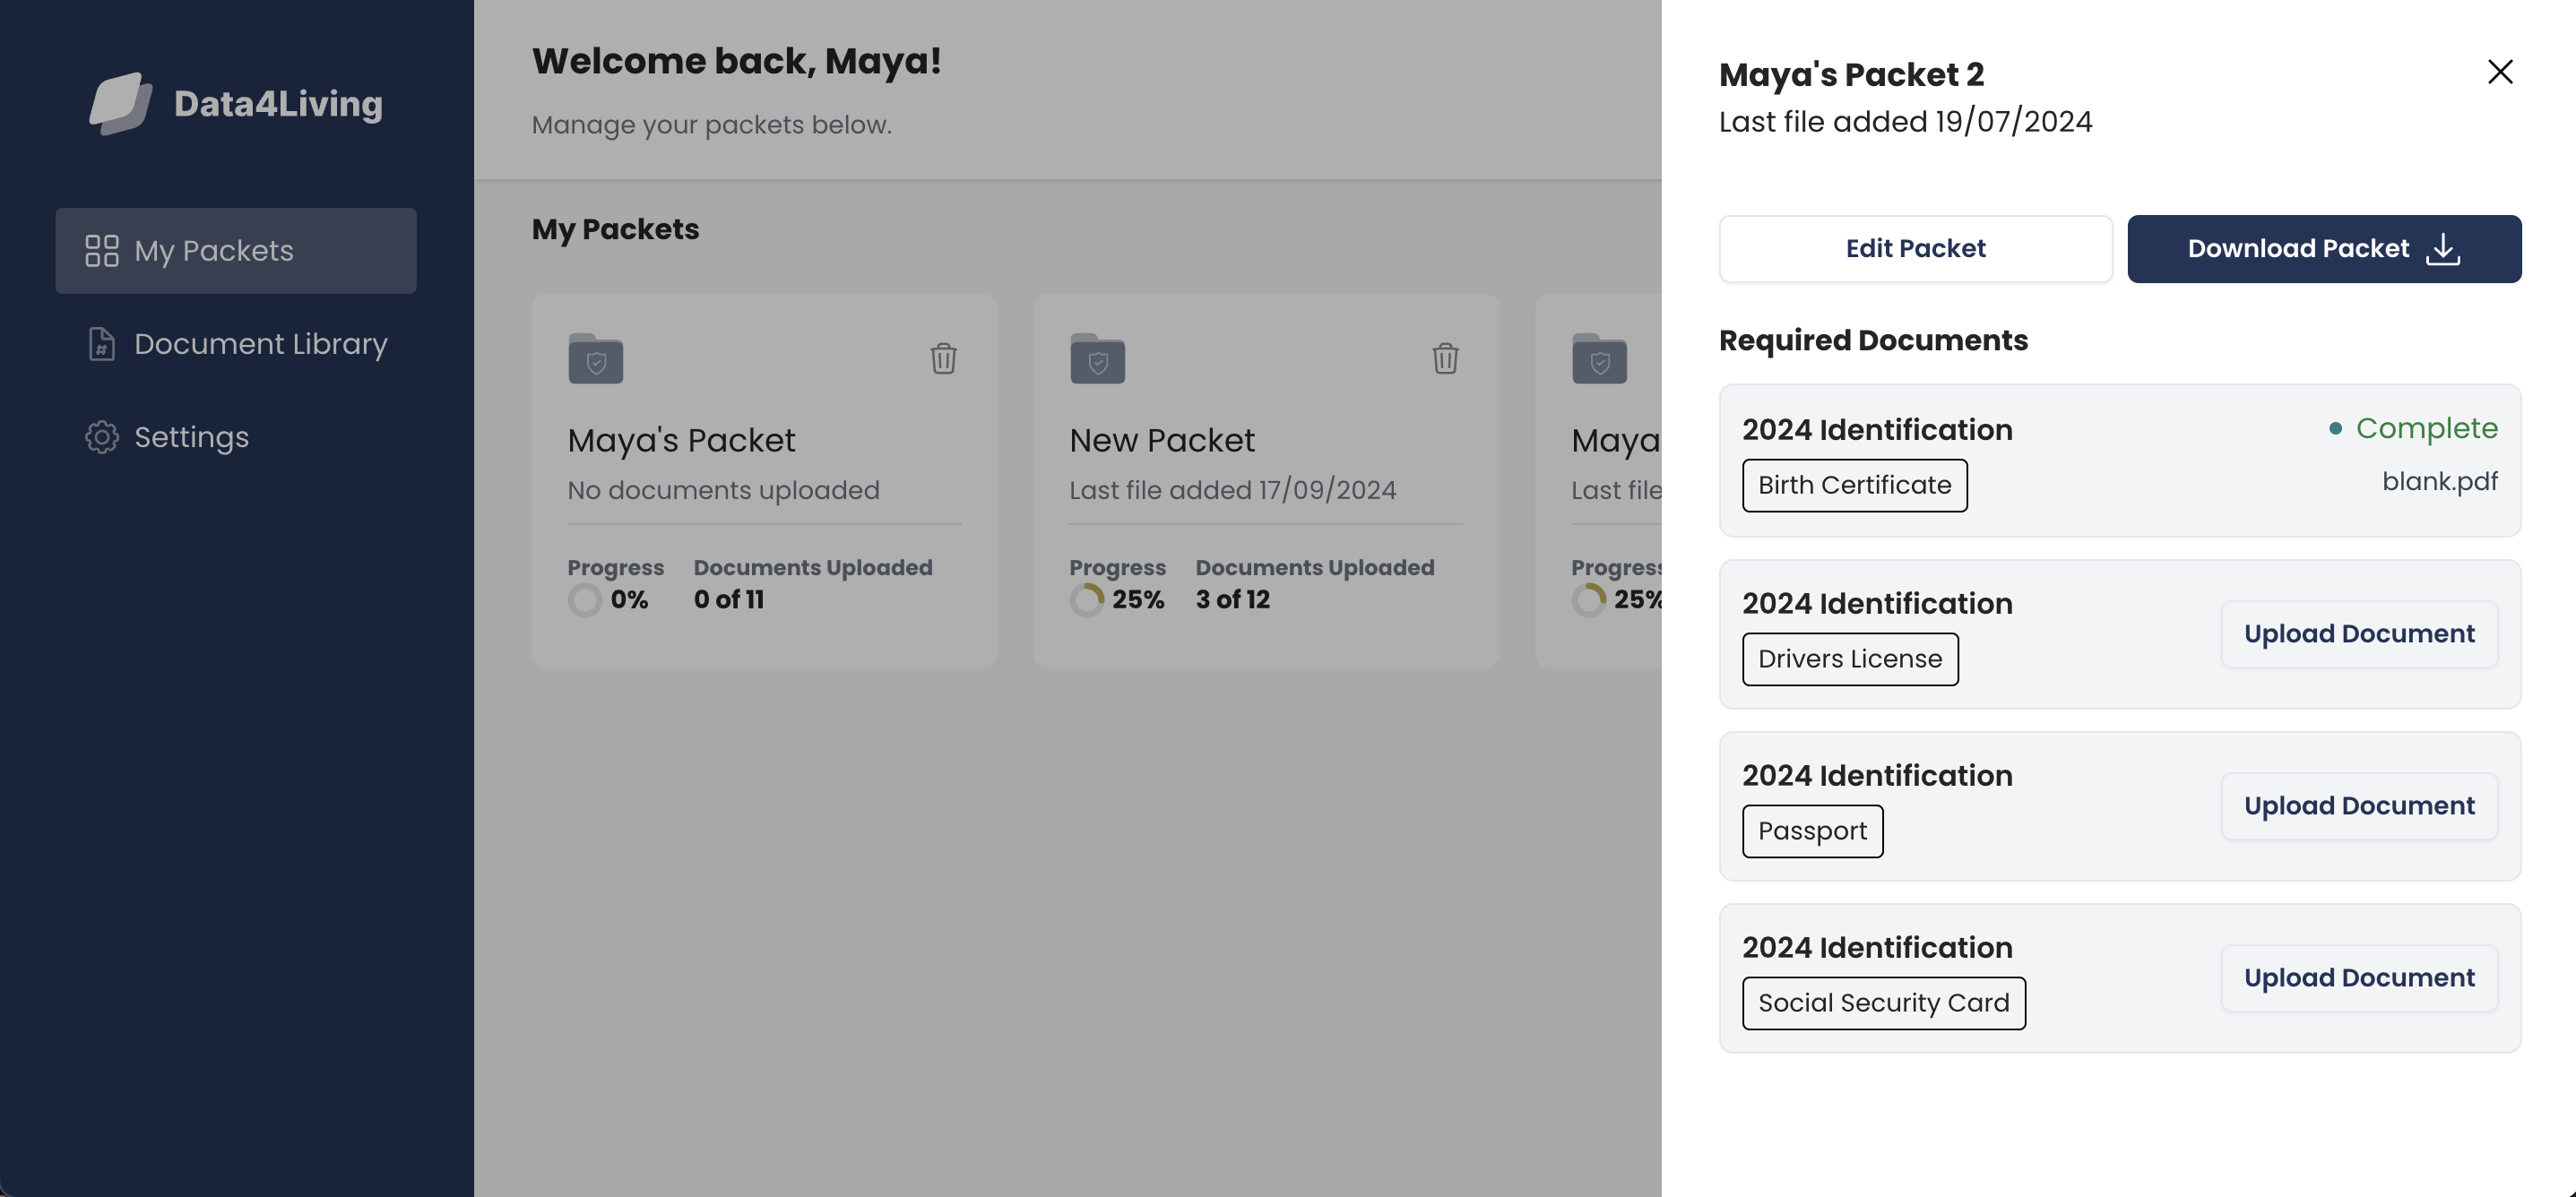 Data4Living
My Packets
Document Library
Settings
Welcome back, Maya!
Manage your packets below.
My Packets
Maya's Packet
No documents uploaded
Progress Documents Uploaded
0% 0 of 11
New Packet
Last file added 17/09/2024
Progress Documents Uploaded
25% 3 of 12
Maya
Last file
Progress
25%
Maya's Packet 2
Last file added 19/07/2024
Edit Packet
Download Packet
Required Documents
2024 Identification
Complete
Birth Certificate
blank.pdf
2024 Identification
Drivers License
Upload Document
2024 Identification
Passport
Upload Document
2024 Identification
Social Security Card
Upload Document